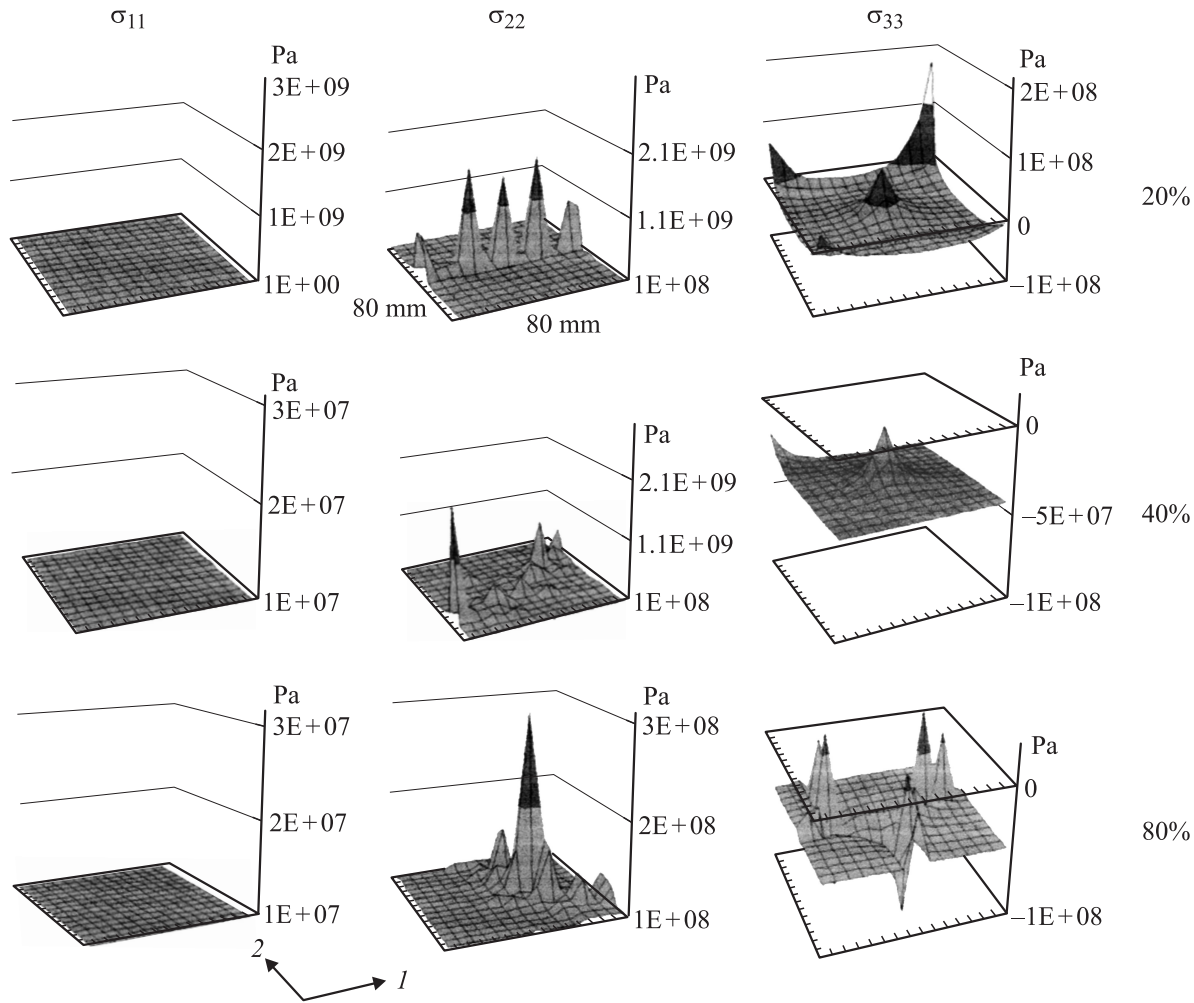 σ11 σ22 σ33
Pa
3E+09
2E+09
1E+09
1E+00
Pa
2.1E+09
1.1E+09
1E+08
80 mm
80 mm
Pa
2E+08
1E+08
0
–1E+08
20%
Pa
3E+07
2E+07
1E+07
Pa
2.1E+09
1.1E+09
1E+08
Pa
0
–5E+07
–1E+08
40%
Pa
3E+07
2E+07
1E+07
Pa
3E+08
2E+08
1E+08
Pa
0
–1E+08
80%
2
1